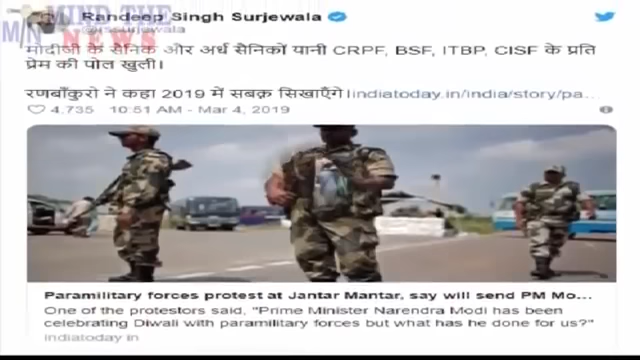 MIND THE
M/N NEWS
Randeep Singh Surjewala
@rssurjewala
मोदीजी के सैनिक और अर्ध सैनिकों यानी CRPF, BSF, ITBP, CISF के प्रति
प्रेम की पोल खुली।
रणबाँकुरो ने कहा 2019 में सबक़ सिखाएँगे।indiatoday.in/india/story/pa...
4,735 10:51 AM - Mar 4, 2019
Paramilitary forces protest at Jantar Mantar, say will send PM Mo...
One of the protestors said, "Prime Minister Narendra Modi has been
celebrating Diwali with paramilitary forces but what has he done for us?"
indiatoday in